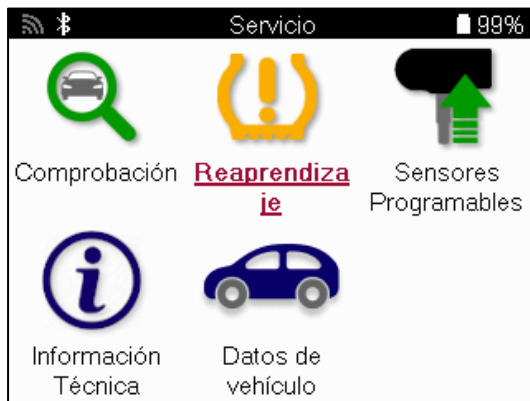 Servicio
99%
Comprobación
Reaprendiza
je
Sensores
Programables
Información
Técnica
Datos de
vehículo